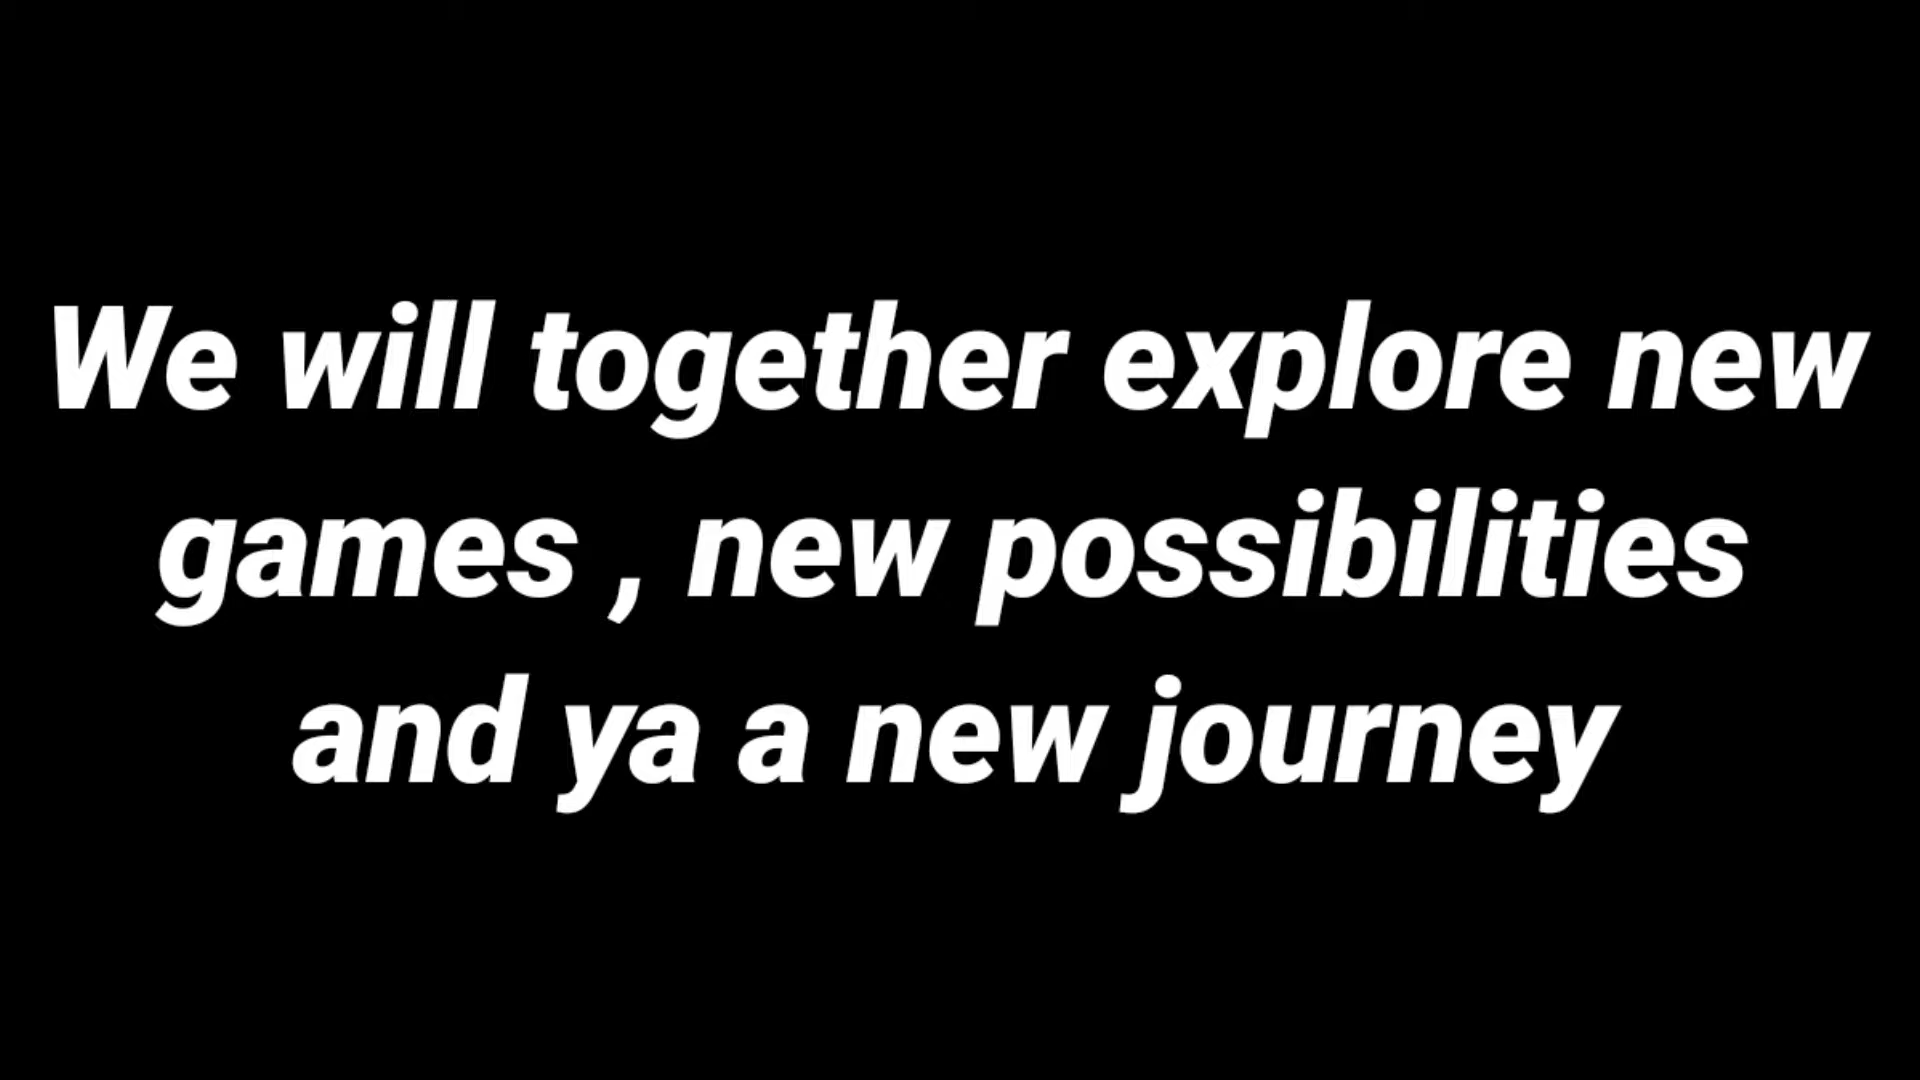 We will together explore new
games , new possibilities
and ya a new journey